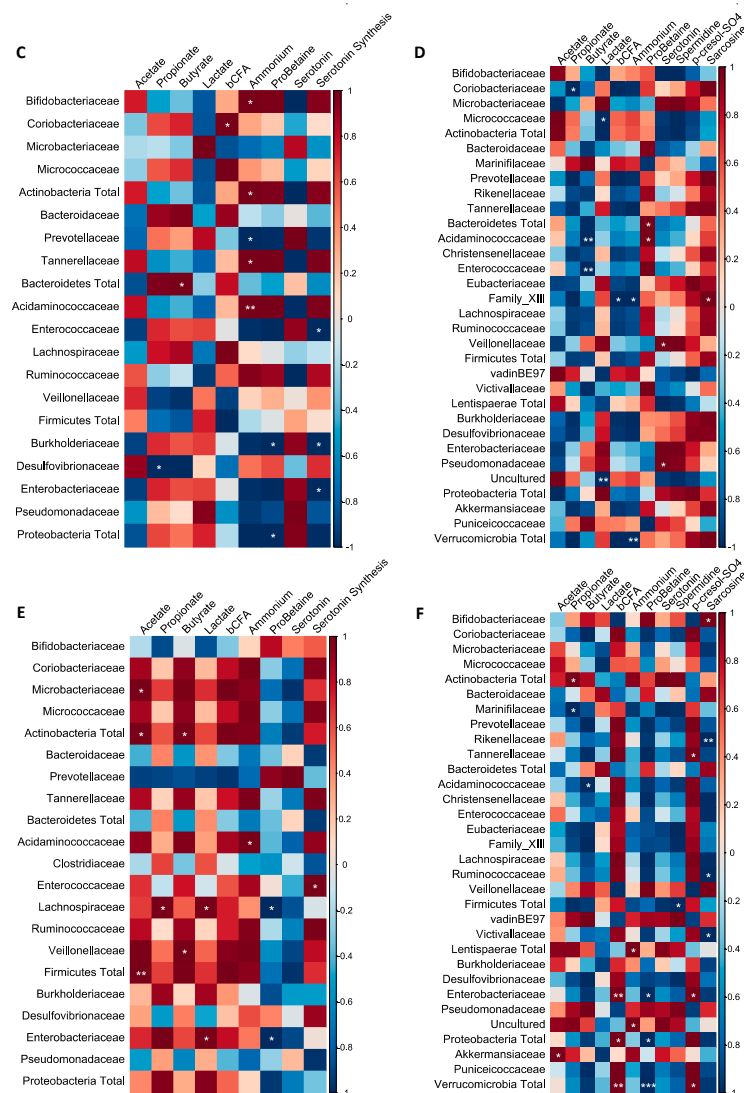 C
Acetate
Propionate
Butyrate
Lactate
bCFA
Ammonium
ProBetaine
Serotonin
Serotonin Synthesis
Bifidobacteriaceae
Coriobacteriaceae
Microbacteriaceae
Micrococcaceae
Actinobacteria Total
Bacteroidaceae
Prevotellaceae
Tannerellaceae
Bacteroidetes Total
Acidaminococcaceae
Enterococcaceae
Lachnospiraceae
Ruminococcaceae
Veillonellaceae
Firmicutes Total
Burkholderiaceae
Desulfovibrionaceae
Enterobacteriaceae
Pseudomonadaceae
Proteobacteria Total
*
*
*
*
*
*
**
*
* *
*
*
*
1
0.8
0.6
0.4
0.2
0
-0.2
-0.4
-0.6
-0.8
-1
D
Acetate
Propionate
Butyrate
Lactate
bCFA
Ammonium
ProBetaine
Serotonin
Spermidine
p-cresol-SO4
Sarcosine
Bifidobacteriaceae
Coriobacteriaceae
Microbacteriaceae
Micrococcaceae
Actinobacteria Total
Bacteroidaceae
Marinifilaceae
Prevotellaceae
Rikenellaceae
Tannerellaceae
Bacteroidetes Total
Acidaminococcaceae
Christensenellaceae
Enterococcaceae
Eubacteriaceae
Family_XIII
Lachnospiraceae
Ruminococcaceae
Veillonellaceae
Firmicutes Total
vadinBE97
Victivallaceae
Lentispaerae Total
Burkholderiaceae
Desulfovibrionaceae
Enterobacteriaceae
Pseudomonadaceae
Uncultured
Proteobacteria Total
Akkermansiaceae
Puniceicoccaceae
Verrucomicrobia Total
*
*
*
** *
**
* * *
*
*
**
**
1
0.8
0.6
0.4
0.2
0
-0.2
-0.4
-0.6
-0.8
-1
E
Acetate
Propionate
Butyrate
Lactate
bCFA
Ammonium
ProBetaine
Serotonin
Serotonin Synthesis
Bifidobacteriaceae
Coriobacteriaceae
Microbacteriaceae
Micrococcaceae
Actinobacteria Total
Bacteroidaceae
Prevotellaceae
Tannerellaceae
Bacteroidetes Total
Acidaminococcaceae
Clostridiaceae
Enterococcaceae
Lachnospiraceae
Ruminococcaceae
Veillonellaceae
Firmicutes Total
Burkholderiaceae
Desulfovibrionaceae
Enterobacteriaceae
Pseudomonadaceae
Proteobacteria Total
*
* *
*
*
* * *
*
**
* *
1
0.8
0.6
0.4
0.2
0
0.2
0.4
0.6
0.8
1
F
Acetate
Propionate
Butyrate
Lactate
bCFA
Ammonium
ProBetaine
Serotonin
Spermidine
p-cresol-SO4
Sarcosine
Bifidobacteriaceae
Coriobacteriaceae
Microbacteriaceae
Micrococcaceae
Actinobacteria Total
Bacteroidaceae
Marinifilaceae
Prevotellaceae
Rikenellaceae
Tannerellaceae
Bacteroidetes Total
Acidaminococcaceae
Christensenellaceae
Enterococcaceae
Eubacteriaceae
Family_XIII
Lachnospiraceae
Ruminococcaceae
Veillonellaceae
Firmicutes Total
vadinBE97
Victivallaceae
Lentispaerae Total
Burkholderiaceae
Desulfovibrionaceae
Enterobacteriaceae
Pseudomonadaceae
Uncultured
Proteobacteria Total
Akkermansiaceae
Puniceicoccaceae
Verrucomicrobia Total
*
*
*
**
*
*
*
*
*
*
** * *
*
* *
*
** *** *
1
0.8
0.6
0.4
0.2
0
0.2
0.4
0.6
0.8
1